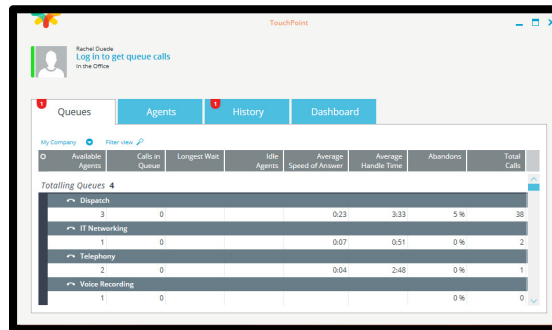 TouchPoint
Rachel Duede
Log in to get queue calls
In the Office
1
Queues
Agents
1
History
Dashboard
My Company
Filter view
Available Agents
Calls in Queue
Longest Wait
Idle Agents
Average Speed of Answer
Average Handle Time
Abandons
Total Calls
Totalling Queues 4
Dispatch
3 0 0:23 3:33 5 % 38
IT Networking
1 0 0:07 0:51 0 % 2
Telephony
2 0 0:04 2:48 0 % 1
Voice Recording
1 0 0 % 0